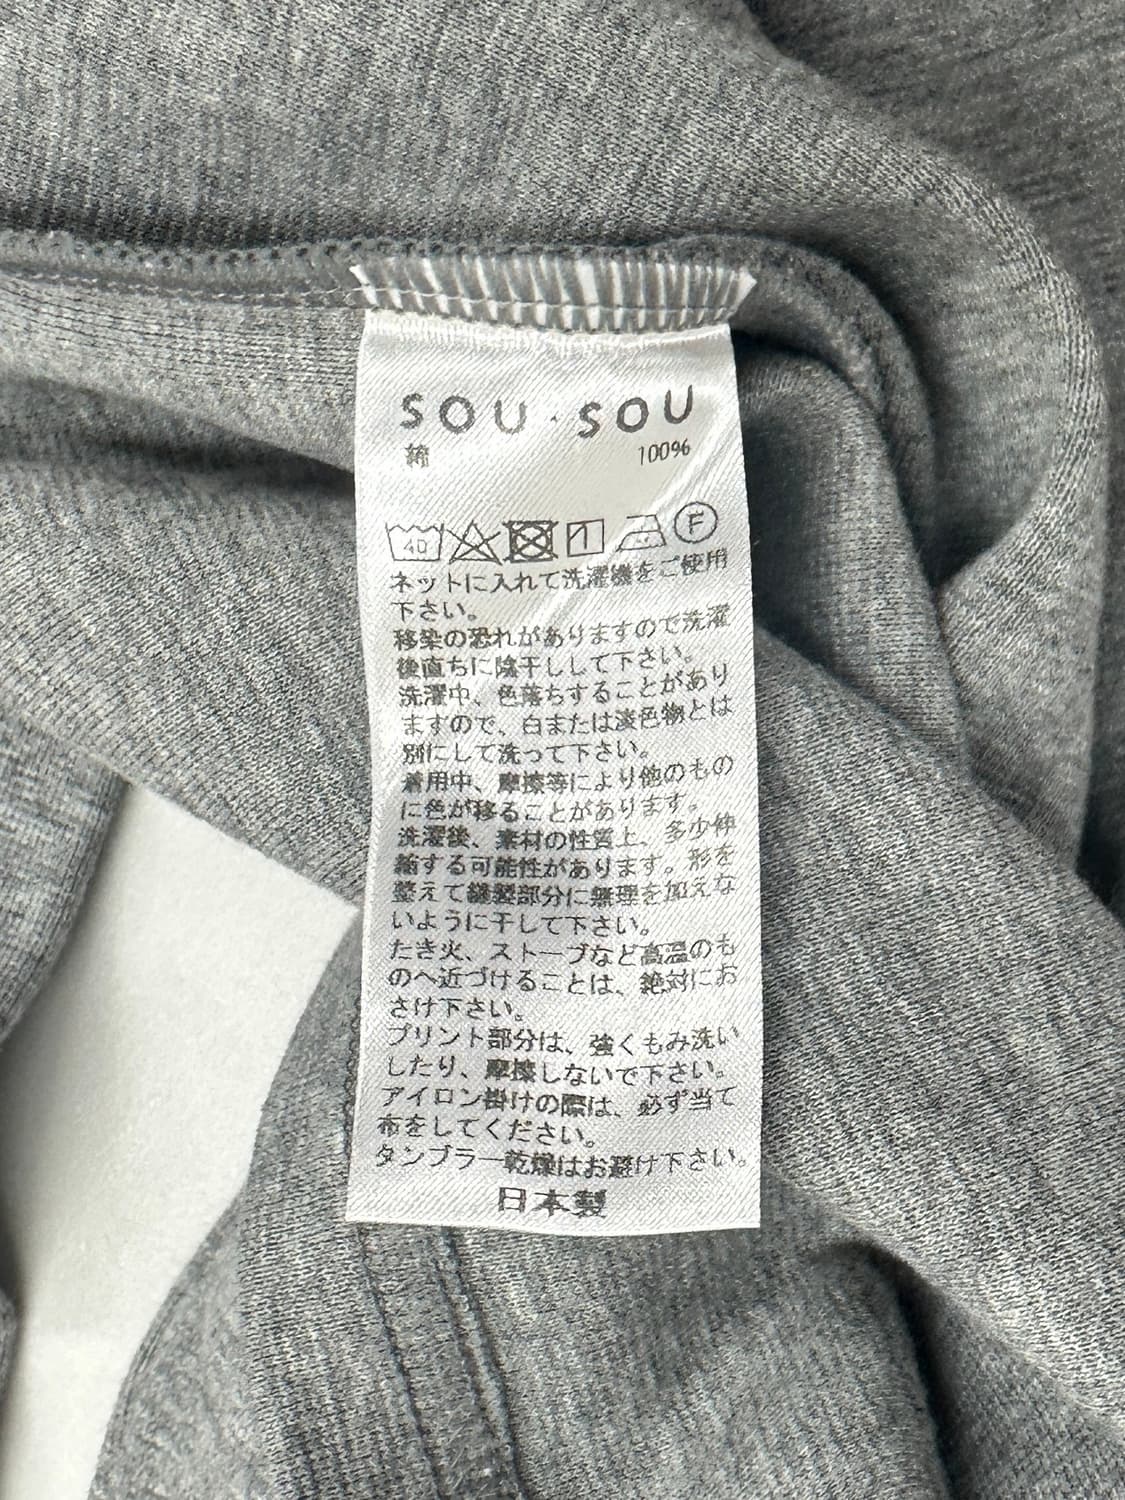 SOU・SOU
綿 100%
40 F
ネットに入れて洗濯機をご使用
下さい。
移染の恐れがありますので洗濯
後直ちに陰干しして下さい。
洗濯中、色落ちすることがあり
ますので、白または淡色物とは
別にして洗って下さい。
着用中、摩擦等により他のもの
に色が移ることがあります。
洗濯後、素材の性質上、多少伸
縮する可能性があります。形を
整えて縫製部分に無理を加えな
いように干して下さい。
たき火、ストーブなど高温のも
のへ近づけることは、絶対にお
さけ下さい。
プリント部分は、強くもみ洗い
したり、摩擦しないで下さい。
アイロン掛けの際は、必ず当て
布をしてください。
タンブラー乾燥はお避け下さい。
日本製